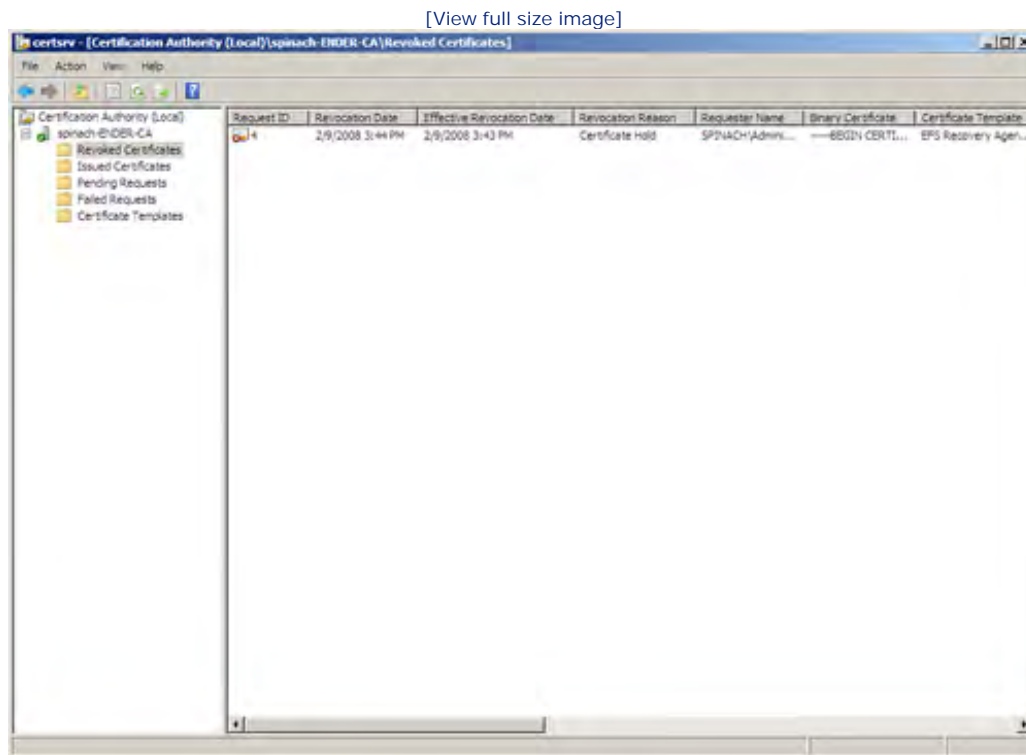 [View full size image]
certsrv - [Certification Authority (Local)\spinach-ENDER-CA\Revoked Certificates]
File Action View Help
Certification Authority (Local)
spinach-ENDER-CA
Revoked Certificates
Issued Certificates
Pending Requests
Failed Requests
Certificate Templates
Request ID Revocation Date Effective Revocation Date Revocation Reason Requester Name Binary Certificate Certificate Template
4 2/9/2008 3:44 PM 2/9/2008 3:43 PM Certificate Hold SPINACH\Admini... -----BEGIN CERTI... EFS Recovery Agen...